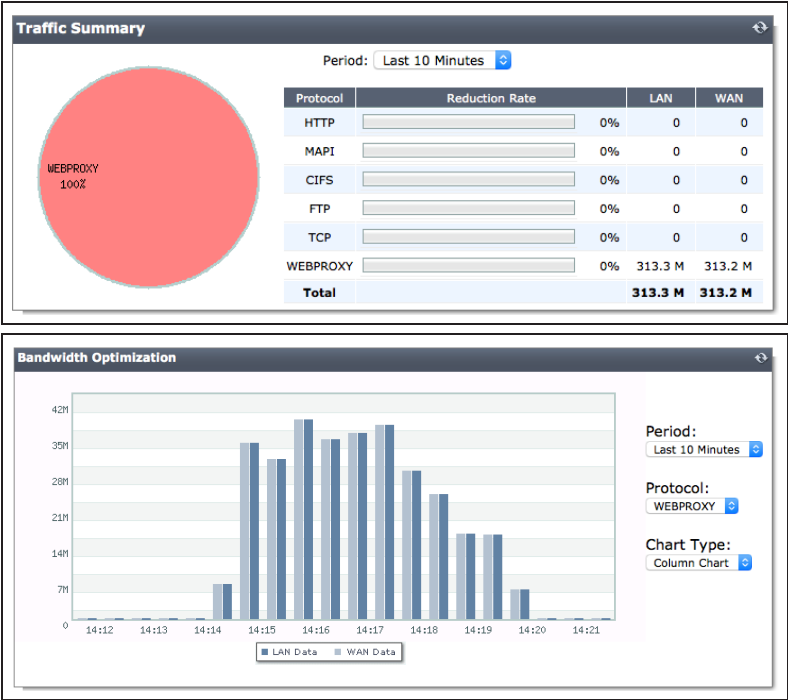 Traffic Summary
Period: Last 10 Minutes
WEBPROXY
100%
Protocol Reduction Rate LAN WAN
HTTP 0% 0 0
MAPI 0% 0 0
CIFS 0% 0 0
FTP 0% 0 0
TCP 0% 0 0
WEBPROXY 0% 313.3 M 313.2 M
Total 313.3 M 313.2 M
Bandwidth Optimization
42M
35M
28M
21M
14M
7M
0
14:12 14:13 14:14 14:15 14:16 14:17 14:18 14:19 14:20 14:21
LAN Data WAN Data
Period:
Last 10 Minutes
Protocol:
WEBPROXY
Chart Type:
Column Chart